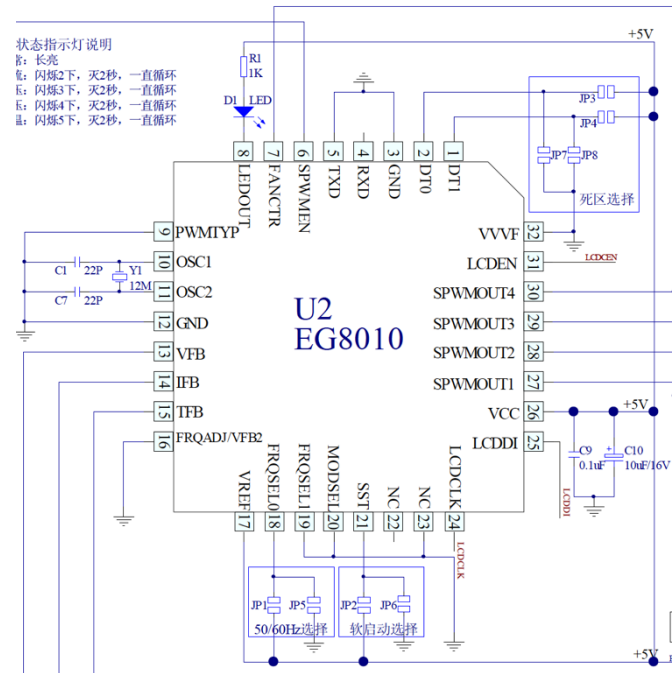 +5V
状态指示灯说明
常：长亮
流：闪烁2下，灭2秒，一直循环
压：闪烁3下，灭2秒，一直循环
压：闪烁4下，灭2秒，一直循环
温：闪烁5下，灭2秒，一直循环
R1
1K
D1 LED
JP3
JP4
JP7 JP8
死区选择
8 7 6 5 4 3 2 1
LEDOUT FANCTR SPWMEN TXD RXD GND DT0 DT1
9 PWMTYP
10 OSC1
11 OSC2
12 GND
13 VFB
14 IFB
15 TFB
16 FRQADJ/VFB2
C1 22P
C7 22P
Y1
12M
U2
EG8010
VVVF 32
LCDEN 31
LCDCEN
SPWMOUT4 30
SPWMOUT3 29
SPWMOUT2 28
SPWMOUT1 27
VCC 26
LCDDI 25
+5V
C9
0.1uF
C10
10uF/16V
LCDDI
VREF FRQSEL0 FRQSEL1 MODSEL SST NC NC LCDCLK
17 18 19 20 21 22 23 24
LCDCLK
JP1 JP5
50/60Hz选择
JP2 JP6
软启动选择
+5V